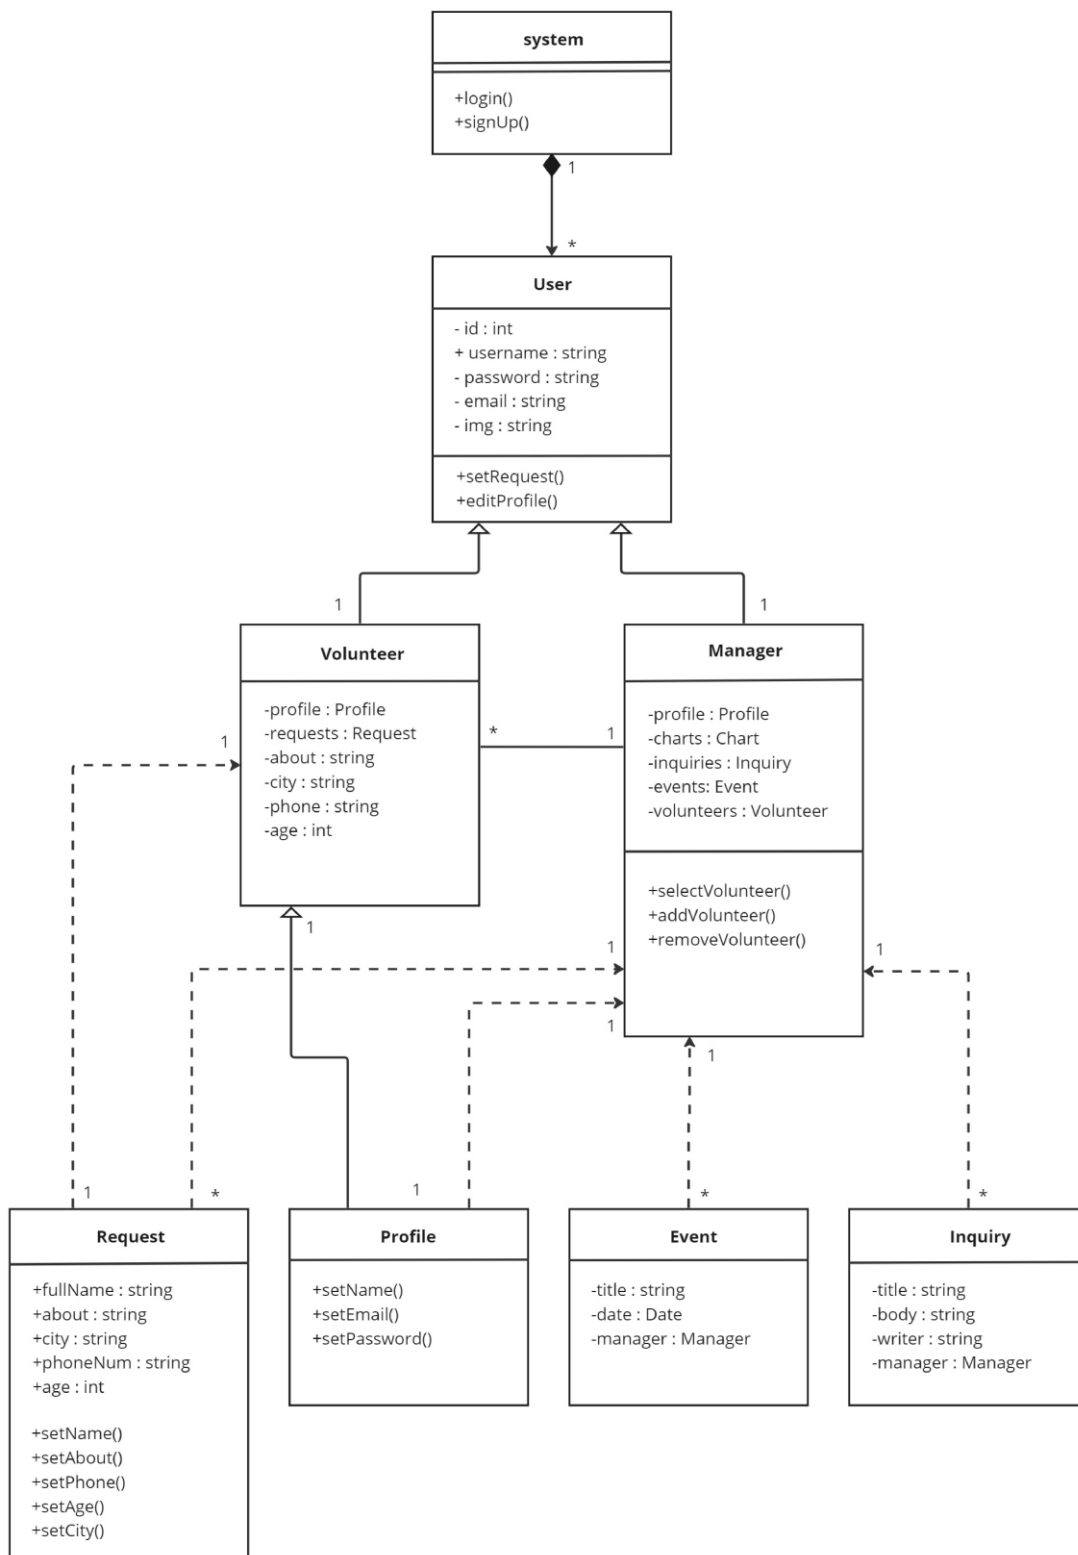 system
+login()
+signUp()
1
*
User
- id : int
+ username : string
- password : string
- email : string
- img : string
+setRequest()
+editProfile()
1
1
Volunteer
-profile : Profile
-requests : Request
-about : string
-city : string
-phone : string
-age : int
Manager
-profile : Profile
-charts : Chart
-inquiries : Inquiry
-events: Event
-volunteers : Volunteer
+selectVolunteer()
+addVolunteer()
+removeVolunteer()
*
1
1
1
1
1
1
1
1
*
1
*
*
Request
+fullName : string
+about : string
+city : string
+phoneNum : string
+age : int
+setName()
+setAbout()
+setPhone()
+setAge()
+setCity()
Profile
+setName()
+setEmail()
+setPassword()
Event
-title : string
-date : Date
-manager : Manager
Inquiry
-title : string
-body : string
-writer : string
-manager : Manager